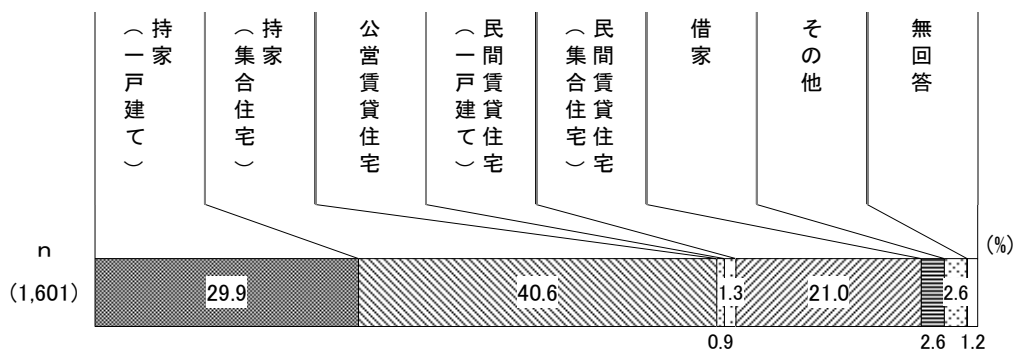 持家
（一戸建て）
持家
（集合住宅）
公営賃貸住宅
民間賃貸住宅
（一戸建て）
民間賃貸住宅
（集合住宅）
借家
その他
無回答
n
(%)
(1,601)
29.9
40.6
1.3
21.0
2.6
0.9
2.6
1.2